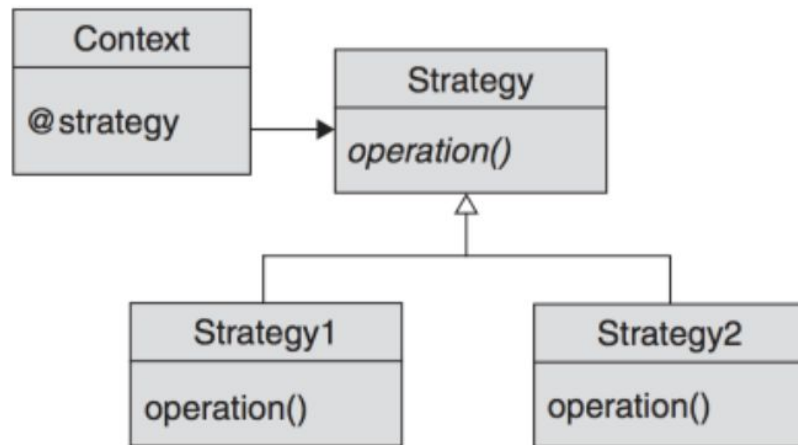 Context
@strategy
Strategy
operation()
Strategy1
operation()
Strategy2
operation()